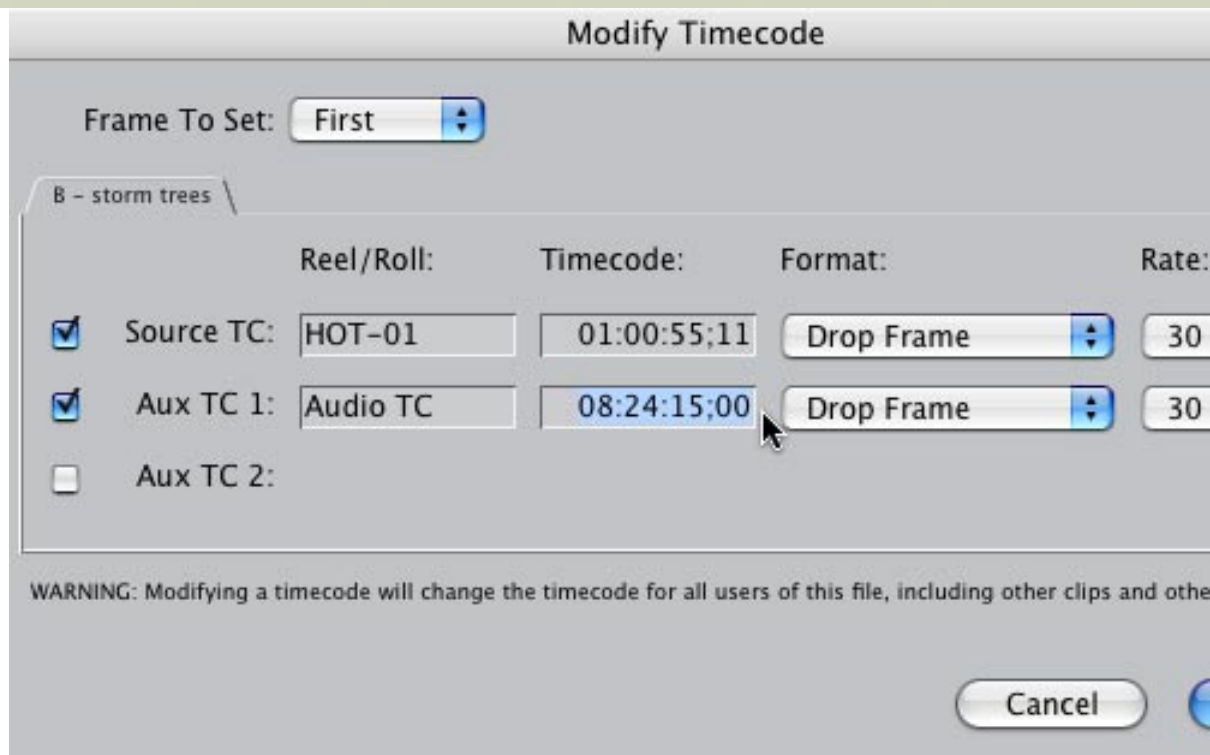 Modify Timecode
Frame To Set: First
B – storm trees
Reel/Roll: Timecode: Format: Rate:
Source TC: HOT-01 01:00:55;11 Drop Frame 30
Aux TC 1: Audio TC 08:24:15;00 Drop Frame 30
Aux TC 2:
WARNING: Modifying a timecode will change the timecode for all users of this file, including other clips and othe
Cancel